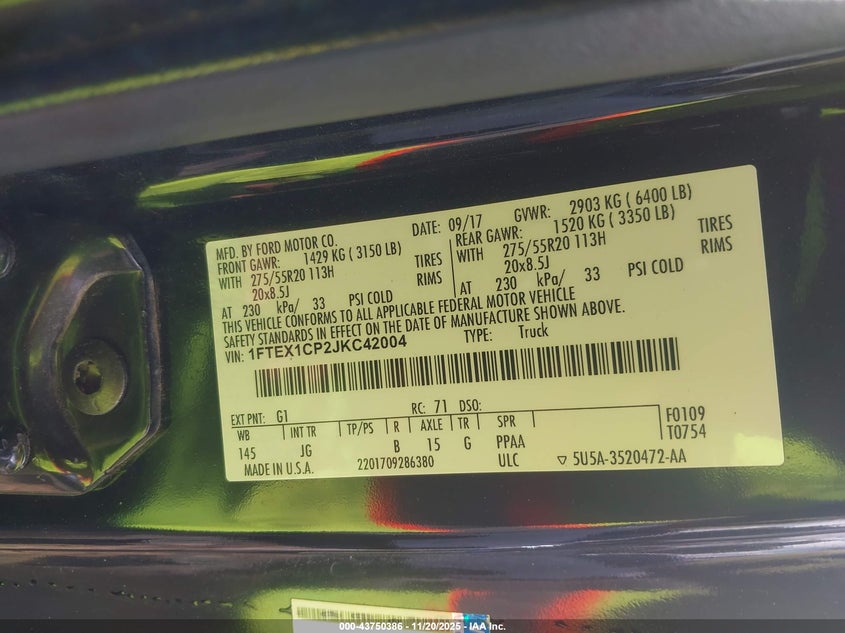 MFD. BY FORD MOTOR CO. DATE: 09/17 GVWR: 2903 KG ( 6400 LB)
FRONT GAWR: 1429 KG ( 3150 LB) REAR GAWR: 1520 KG ( 3350 LB)
WITH 275/55R20 113H TIRES WITH 275/55R20 113H TIRES
20x8.5J RIMS 20x8.5J RIMS
AT 230 kPa/ 33 PSI COLD AT 230 kPa/ 33 PSI COLD
THIS VEHICLE CONFORMS TO ALL APPLICABLE FEDERAL MOTOR VEHICLE
SAFETY STANDARDS IN EFFECT ON THE DATE OF MANUFACTURE SHOWN ABOVE.
VIN: 1FTEX1CP2JKC42004 TYPE: Truck
EXT PNT: G1 RC: 71 DSO:
WB INT TR TP/PS R AXLE TR SPR F0109
145 JG B 15 G PPAA T0754
MADE IN U.S.A. 2201709286380 ULC ▽ 5U5A-3520472-AA
000-43750386 - 11/20/2025 - IAA Inc.